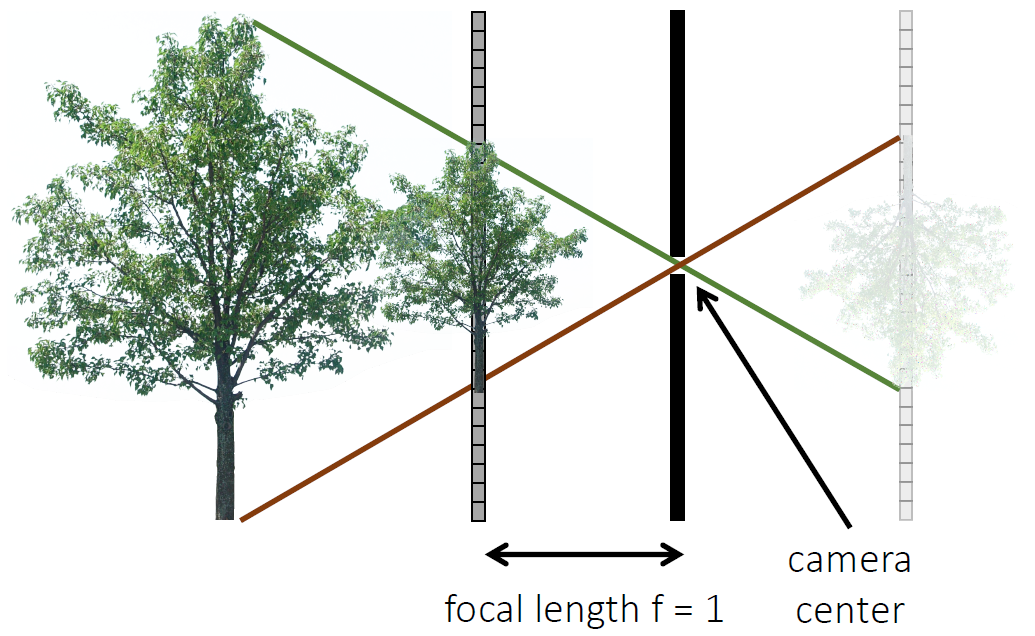 focal length f = 1
camera
center